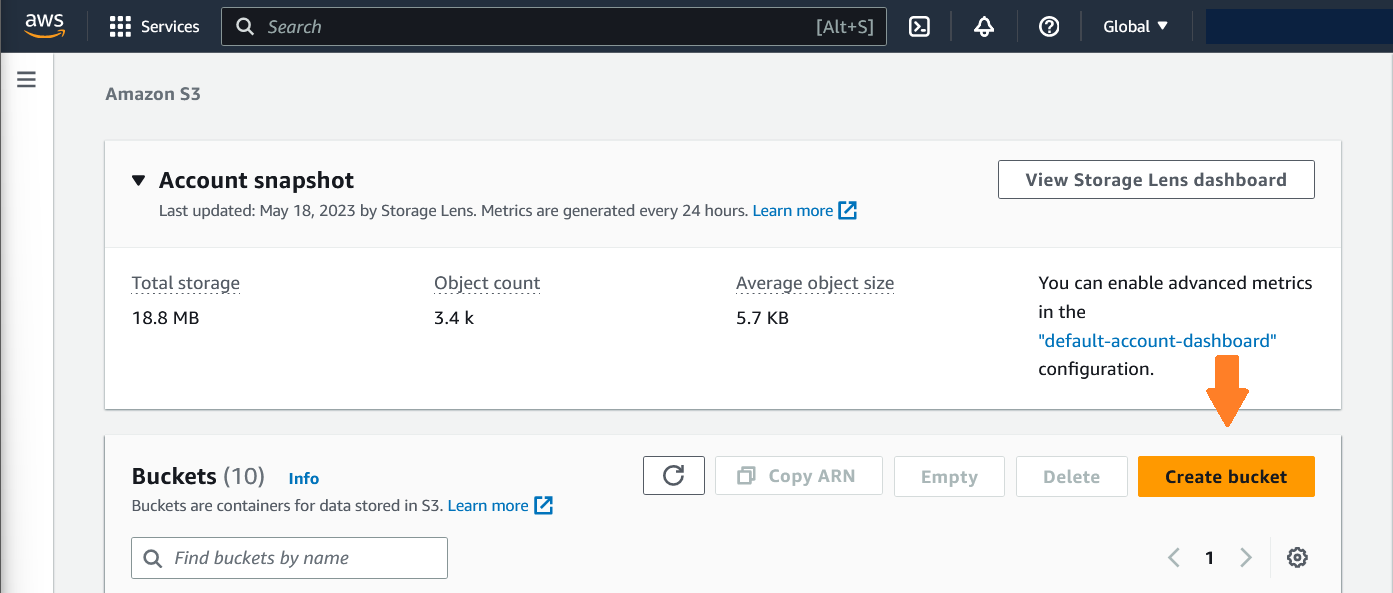 aws
Services
Search
[Alt+S]
Global
Amazon S3
Account snapshot
View Storage Lens dashboard
Last updated: May 18, 2023 by Storage Lens. Metrics are generated every 24 hours. Learn more
Total storage
18.8 MB
Object count
3.4 k
Average object size
5.7 KB
You can enable advanced metrics
in the
"default-account-dashboard"
configuration.
Buckets (10)
Info
Copy ARN
Empty
Delete
Create bucket
Buckets are containers for data stored in S3. Learn more
Find buckets by name
1